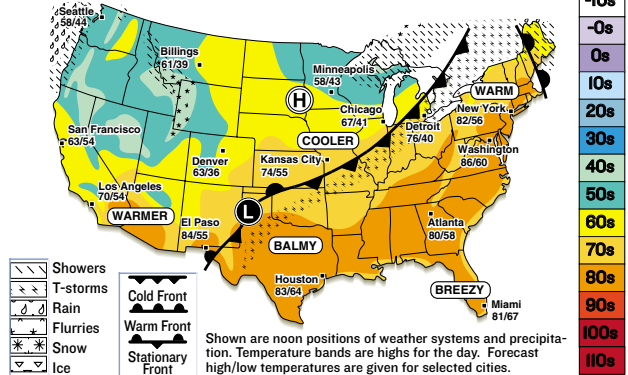 Seattle
58/44
Billings
61/39
Minneapolis
58/43
H
Chicago
67/41
WARM
New York
82/56
San Francisco
63/54
COOLER
Detroit
76/40
Washington
86/60
Denver
63/36
Kansas City
74/55
Los Angeles
70/54
WARMER
El Paso
84/55
L
BALMY
Atlanta
80/58
Houston
83/64
BREEZY
Miami
81/67
Showers
T-storms
Rain
Flurries
Snow
Ice
Cold Front
Warm Front
Stationary
Front
Shown are noon positions of weather systems and precipita-
tion. Temperature bands are highs for the day. Forecast
high/low temperatures are given for selected cities.
-10s
-0s
0s
10s
20s
30s
40s
50s
60s
70s
80s
90s
100s
110s